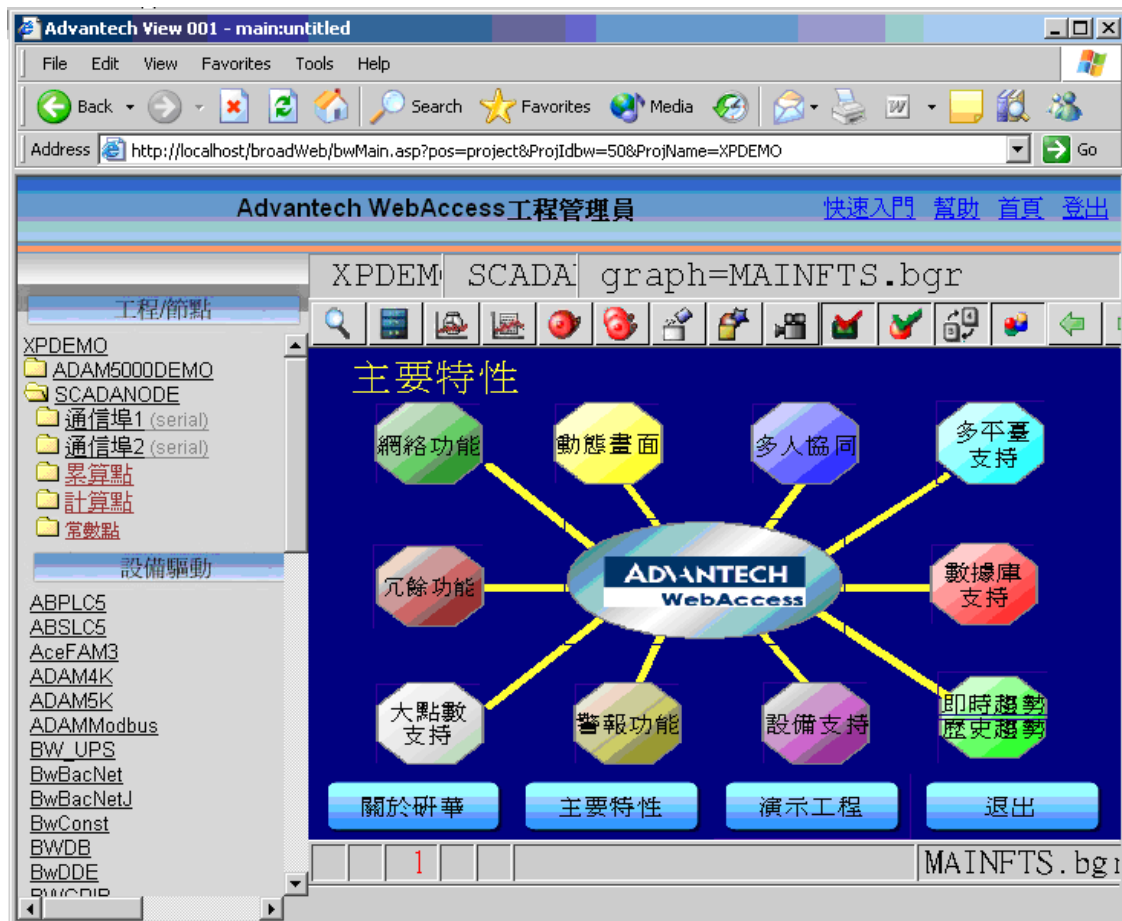 Advantech View 001 - main:untitled
File Edit View Favorites Tools Help
Back Search Favorites Media
Address http://localhost/broadWeb/bwMain.asp?pos=project&ProjIdbw=50&ProjName=XPDEMO Go
Advantech WebAccess工程管理員 快速入門 幫助 首頁 登出
XPDEM SCADA graph=MAINFTS.bgr
工程/節點
XPDEMO
ADAM5000DEMO
SCADANODE
通信埠1 (serial)
通信埠2 (serial)
累算點
計算點
常數點
設備驅動
ABPLC5
ABSLC5
AceFAM3
ADAM4K
ADAM5K
ADAMModbus
BW_UPS
BwBacNet
BwBacNetJ
BwConst
BWDB
BwDDE
主要特性
網絡功能
動態畫面
多人協同
多平臺
支持
冗餘功能
ADVANTECH
WebAccess
數據庫
支持
大點數
支持
警報功能
設備支持
即時趨勢
歷史趨勢
關於研華 主要特性 演示工程 退出
1 MAINFTS.bgr